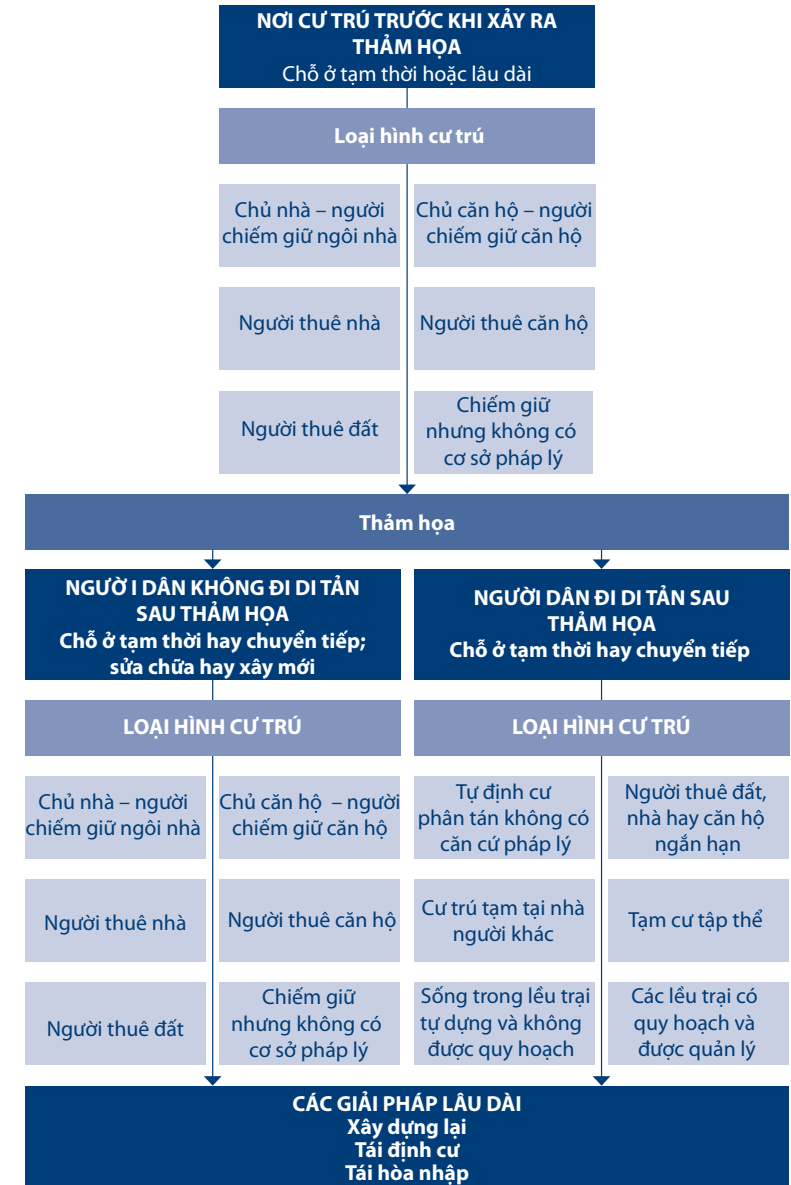 NƠI CƯ TRÚ TRƯỚC KHI XẢY RA
THẢM HỌA
Chỗ ở tạm thời hoặc lâu dài
Loại hình cư trú
Chủ nhà – người
chiếm giữ ngôi nhà
Chủ căn hộ – người
chiếm giữ căn hộ
Người thuê nhà
Người thuê căn hộ
Người thuê đất
Chiếm giữ
nhưng không có
cơ sở pháp lý
Thảm họa
NGƯỜ I DÂN KHÔNG ĐI DI TẢN
SAU THẢM HỌA
Chỗ ở tạm thời hay chuyển tiếp;
sửa chữa hay xây mới
LOẠI HÌNH CƯ TRÚ
Chủ nhà – người
chiếm giữ ngôi nhà
Chủ căn hộ – người
chiếm giữ căn hộ
Người thuê nhà
Người thuê căn hộ
Người thuê đất
Chiếm giữ
nhưng không có
cơ sở pháp lý
NGƯỜI DÂN ĐI DI TẢN SAU
THẢM HỌA
Chỗ ở tạm thời hay chuyển tiếp
LOẠI HÌNH CƯ TRÚ
Tự định cư
phân tán không có
căn cứ pháp lý
Người thuê đất,
nhà hay căn hộ
ngắn hạn
Cư trú tạm tại nhà
người khác
Tạm cư tập thể
Sống trong lều trại
tự dựng và không
được quy hoạch
Các lều trại có
quy hoạch và
được quản lý
CÁC GIẢI PHÁP LÂU DÀI
Xây dựng lại
Tái định cư
Tái hòa nhập